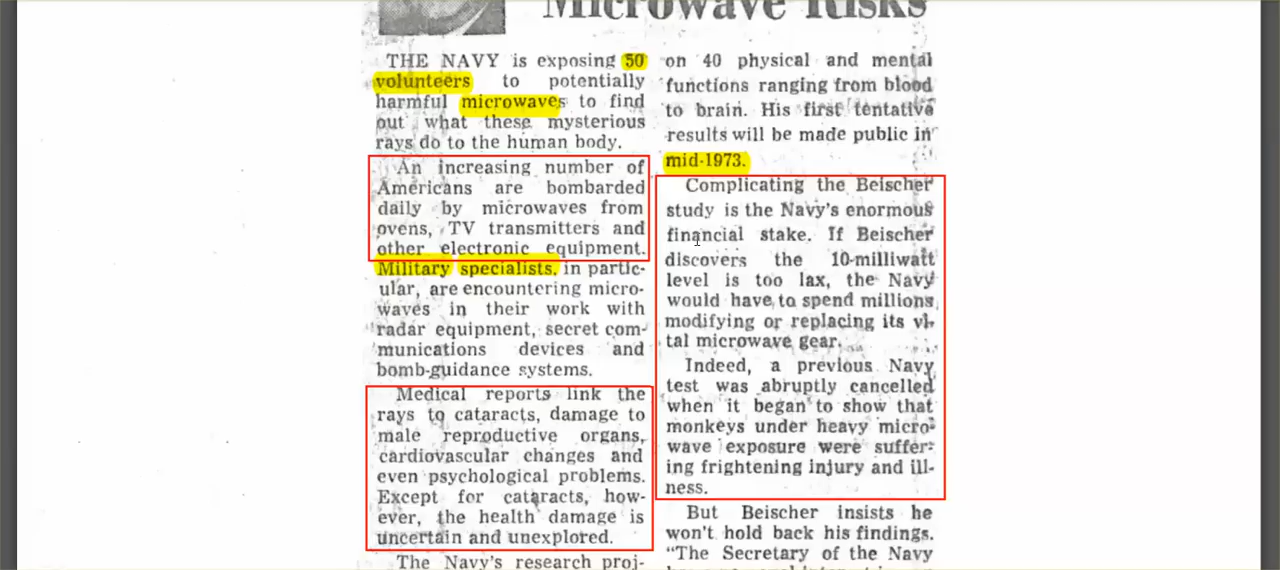 Microwave Risks
THE NAVY is exposing 50
volunteers to potentially
harmful microwaves to find
out what these mysterious
rays do to the human body.
An increasing number of
Americans are bombarded
daily by microwaves from
ovens, TV transmitters and
other electronic equipment.
Military specialists, in partic-
ular, are encountering micro-
waves in their work with
radar equipment, secret com-
munications devices and
bomb-guidance systems.
Medical reports link the
rays to cataracts, damage to
male reproductive organs,
cardiovascular changes and
even psychological problems.
Except for cataracts, how-
ever, the health damage is
uncertain and unexplored.
The Navy's research proj-
on 40 physical and mental
functions ranging from blood
to brain. His first tentative
results will be made public in
mid-1973.
Complicating the Beischer
study is the Navy's enormous
financial stake. If Beischer
discovers the 10-milliwatt
level is too lax, the Navy
would have to spend millions
modifying or replacing its vi-
tal microwave gear.
Indeed, a previous Navy
test was abruptly cancelled
when it began to show that
monkeys under heavy micro-
wave exposure were suffer-
ing frightening injury and ill-
ness.
But Beischer insists he
won't hold back his findings.
"The Secretary of the Navy